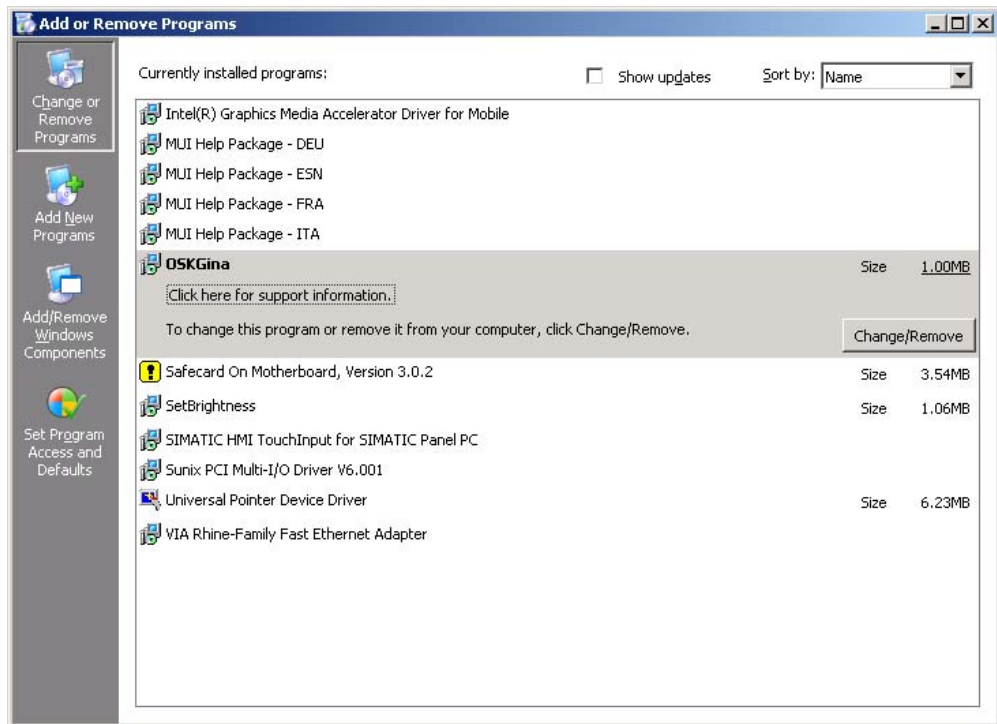 Add or Remove Programs
Change or
Remove
Programs
Add New
Programs
Add/Remove
Windows
Components
Set Program
Access and
Defaults
Currently installed programs:
Show updates
Sort by: Name
Intel(R) Graphics Media Accelerator Driver for Mobile
MUI Help Package - DEU
MUI Help Package - ESN
MUI Help Package - FRA
MUI Help Package - ITA
OSKGina Size 1.00MB
Click here for support information.
To change this program or remove it from your computer, click Change/Remove.
Change/Remove
Safecard On Motherboard, Version 3.0.2 Size 3.54MB
SetBrightness Size 1.06MB
SIMATIC HMI TouchInput for SIMATIC Panel PC
Sunix PCI Multi-I/O Driver V6.001
Universal Pointer Device Driver Size 6.23MB
VIA Rhine-Family Fast Ethernet Adapter